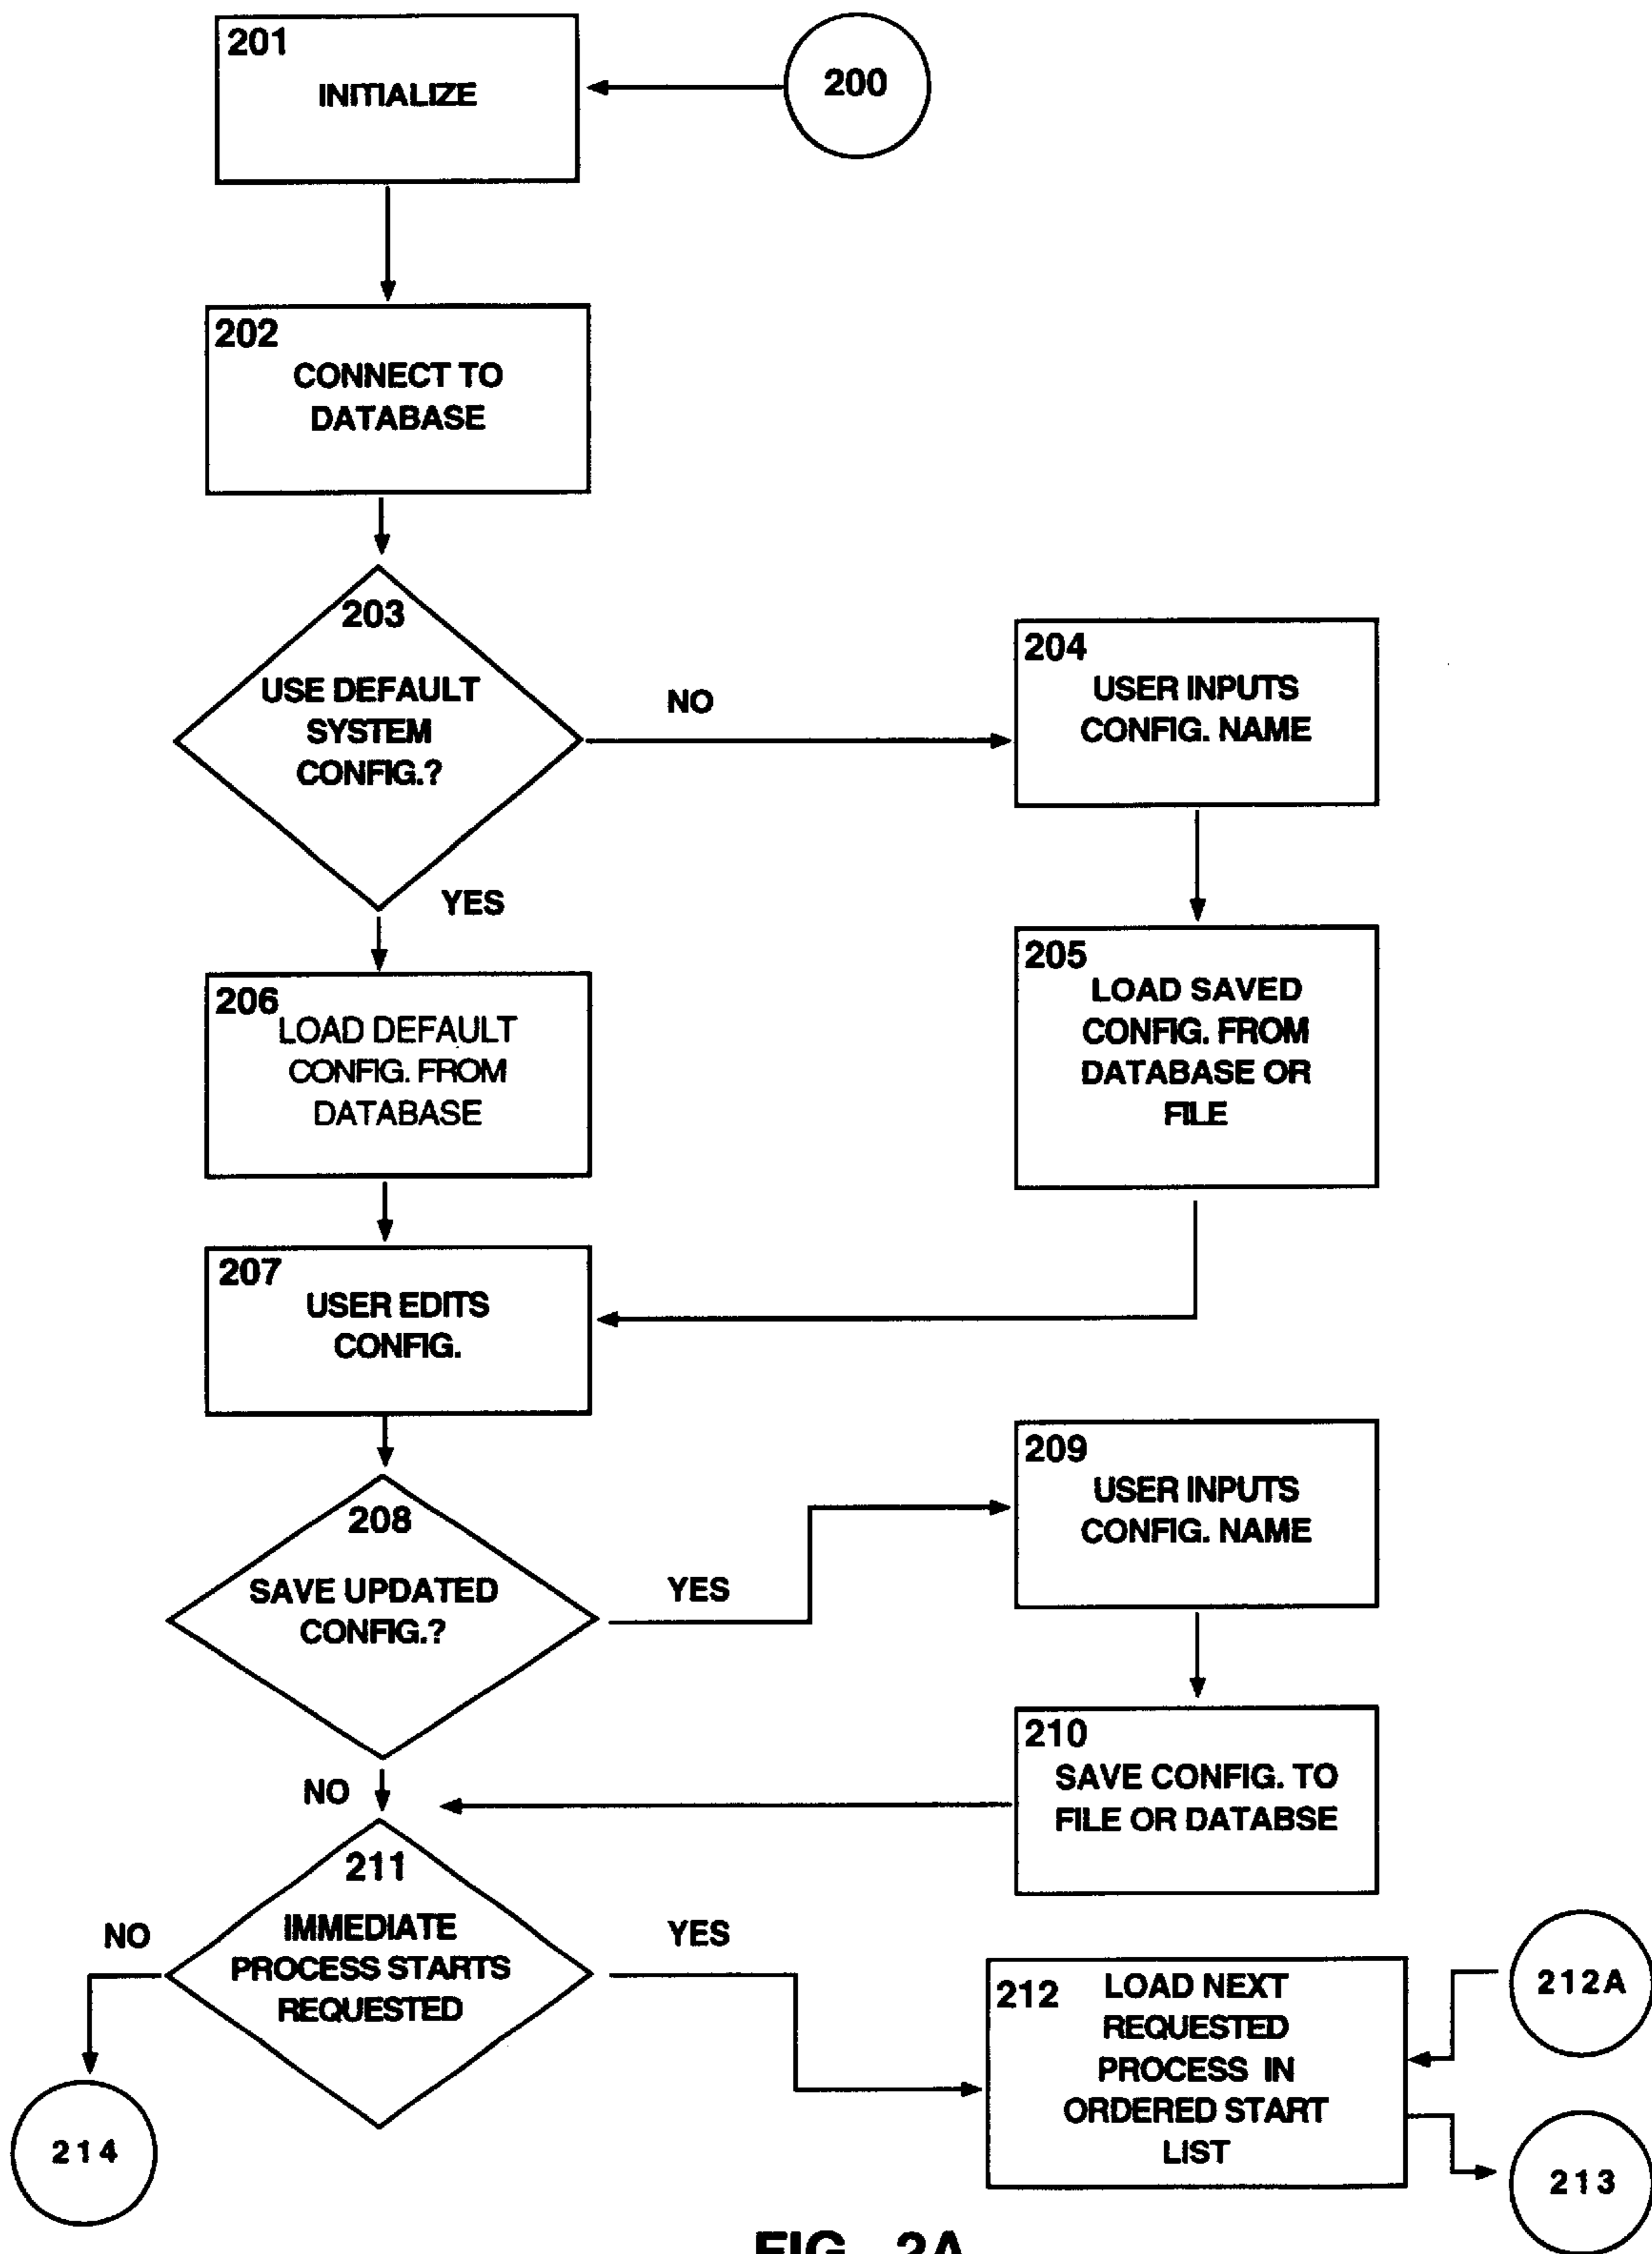 201
INITIALIZE
200
202
CONNECT TO
DATABASE
203
USE DEFAULT
SYSTEM
CONFIG.?
NO
YES
204
USER INPUTS
CONFIG. NAME
205
LOAD SAVED
CONFIG. FROM
DATABASE OR
FILE
206
LOAD DEFAULT
CONFIG. FROM
DATABASE
207
USER EDITS
CONFIG.
208
SAVE UPDATED
CONFIG.?
YES
NO
209
USER INPUTS
CONFIG. NAME
210
SAVE CONFIG. TO
FILE OR DATABSE
211
IMMEDIATE
PROCESS STARTS
REQUESTED
NO
YES
214
212
LOAD NEXT
REQUESTED
PROCESS IN
ORDERED START
LIST
212A
213
FIG. 2A